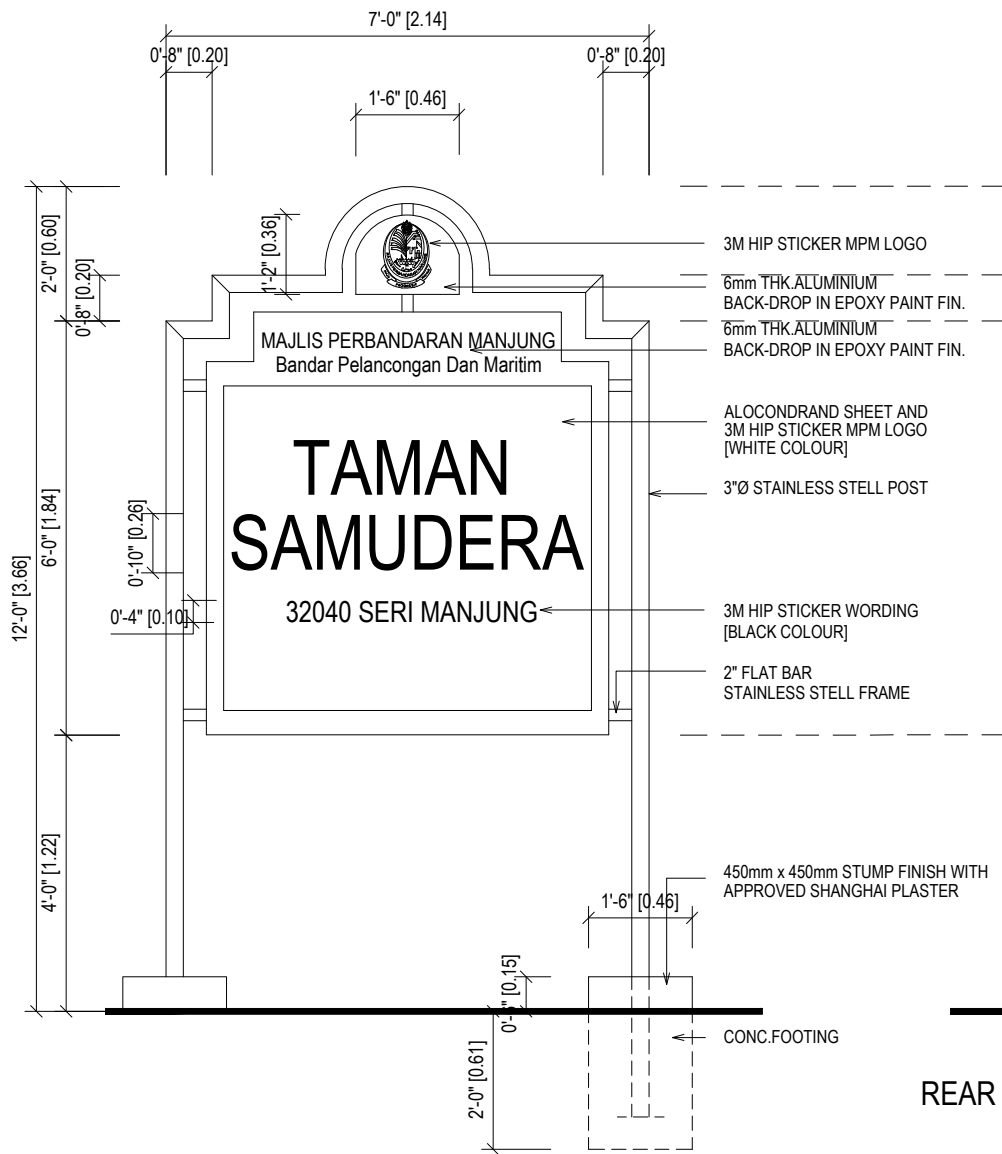 7'-0" [2.14]
0'-8" [0.20]
0'-8" [0.20]
1'-6" [0.46]
2'-0" [0.60]
0'-8" [0.20]
1'-2" [0.36]
3M HIP STICKER MPM LOGO
6mm THK.ALUMINIUM
BACK-DROP IN EPOXY PAINT FIN.
6mm THK.ALUMINIUM
BACK-DROP IN EPOXY PAINT FIN.
MAJLIS PERBANDARAN MANJUNG
Bandar Pelancongan Dan Maritim
ALOCONDRAND SHEET AND
3M HIP STICKER MPM LOGO
[WHITE COLOUR]
TAMAN
SAMUDERA
32040 SERI MANJUNG
3"Ø STAINLESS STELL POST
12'-0" [3.66]
6'-0" [1.84]
0'-10" [0.26]
0'-4" [0.10]
3M HIP STICKER WORDING
[BLACK COLOUR]
2" FLAT BAR
STAINLESS STELL FRAME
4'-0" [1.22]
450mm x 450mm STUMP FINISH WITH
APPROVED SHANGHAI PLASTER
1'-6" [0.46]
[0.15]
2'-0" [0.61]
CONC.FOOTING
REAR